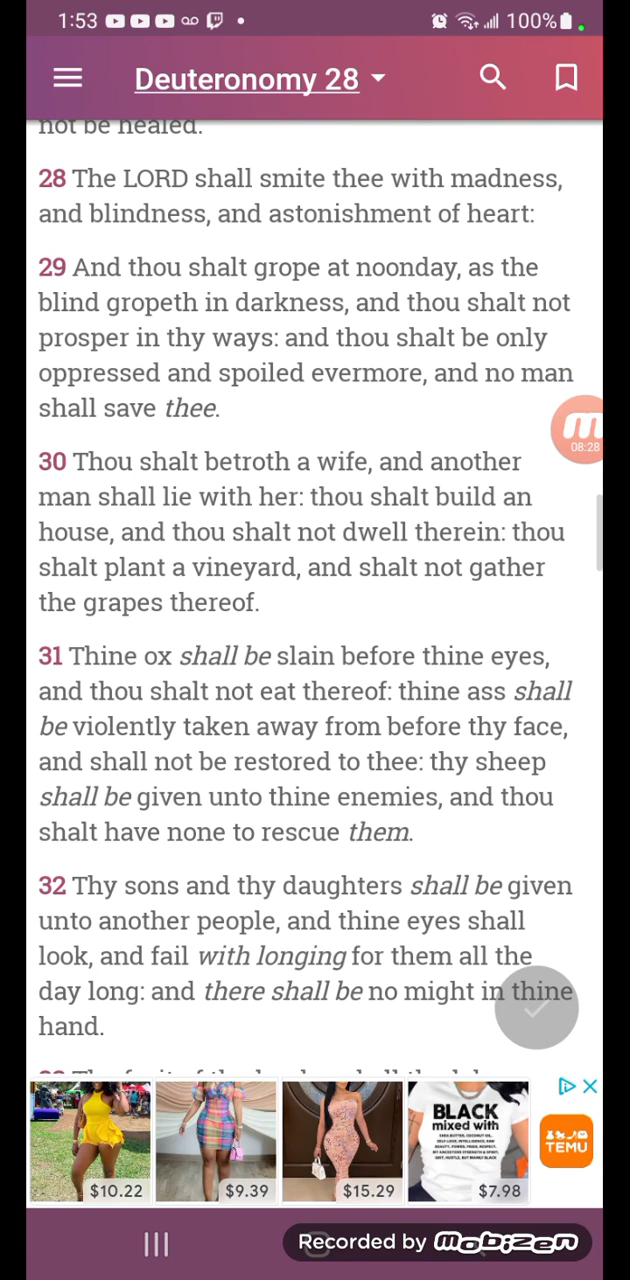 1:53
100%
Deuteronomy 28
not be healed.
28 The LORD shall smite thee with madness,
and blindness, and astonishment of heart:
29 And thou shalt grope at noonday, as the
blind gropeth in darkness, and thou shalt not
prosper in thy ways: and thou shalt be only
oppressed and spoiled evermore, and no man
shall save thee.
30 Thou shalt betroth a wife, and another
man shall lie with her: thou shalt build an
house, and thou shalt not dwell therein: thou
shalt plant a vineyard, and shalt not gather
the grapes thereof.
08:28
31 Thine ox shall be slain before thine eyes,
and thou shalt not eat thereof: thine ass shall
be violently taken away from before thy face,
and shall not be restored to thee: thy sheep
shall be given unto thine enemies, and thou
shalt have none to rescue them.
32 Thy sons and thy daughters shall be given
unto another people, and thine eyes shall
look, and fail with longing for them all the
day long: and there shall be no might in thine
hand.
BLACK
mixed with
$10.22
$9.39
$15.29
$7.98
TEMU
Recorded by mobizen